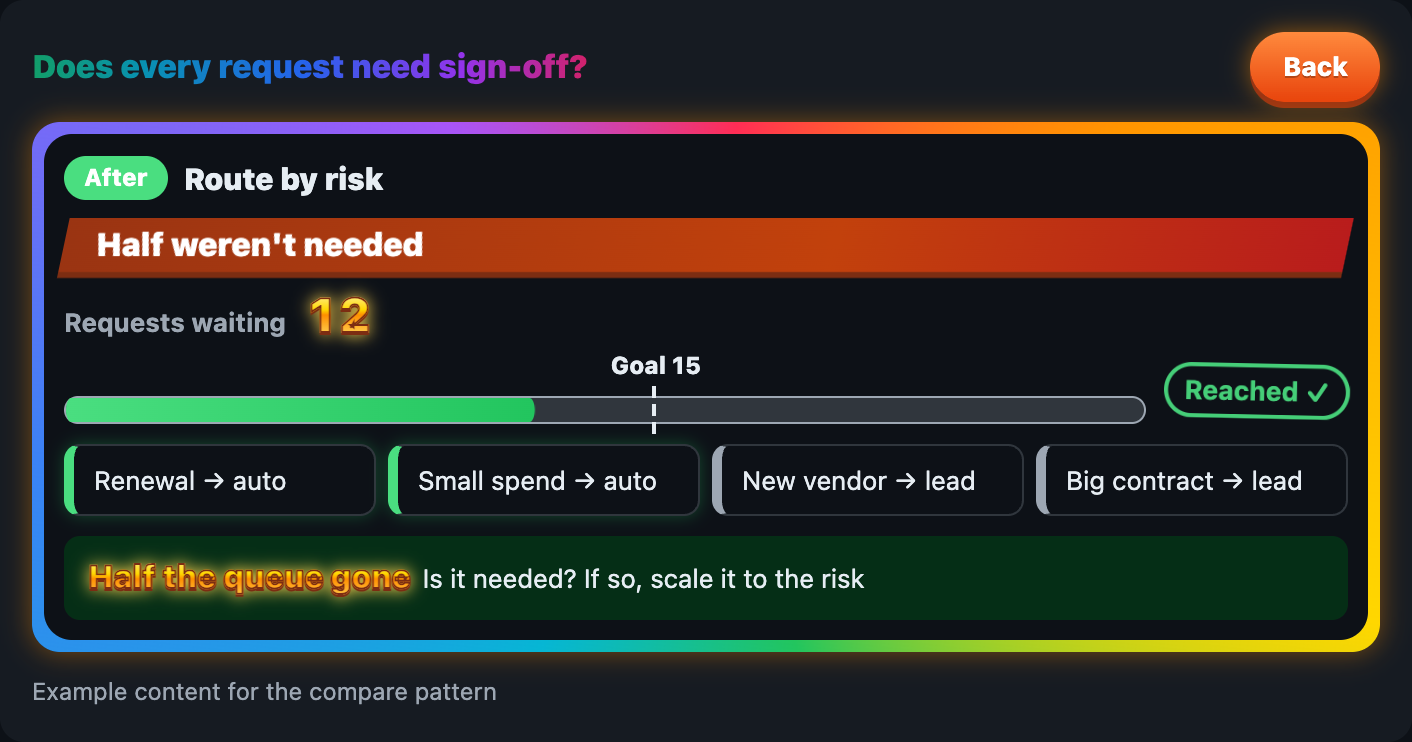 Does every request need sign-off?
Back
After
Route by risk
Half weren't needed
Requests waiting 12
Goal 15
Reached ✓
Renewal → auto
Small spend → auto
New vendor → lead
Big contract → lead
Half the queue gone Is it needed? If so, scale it to the risk
Example content for the compare pattern